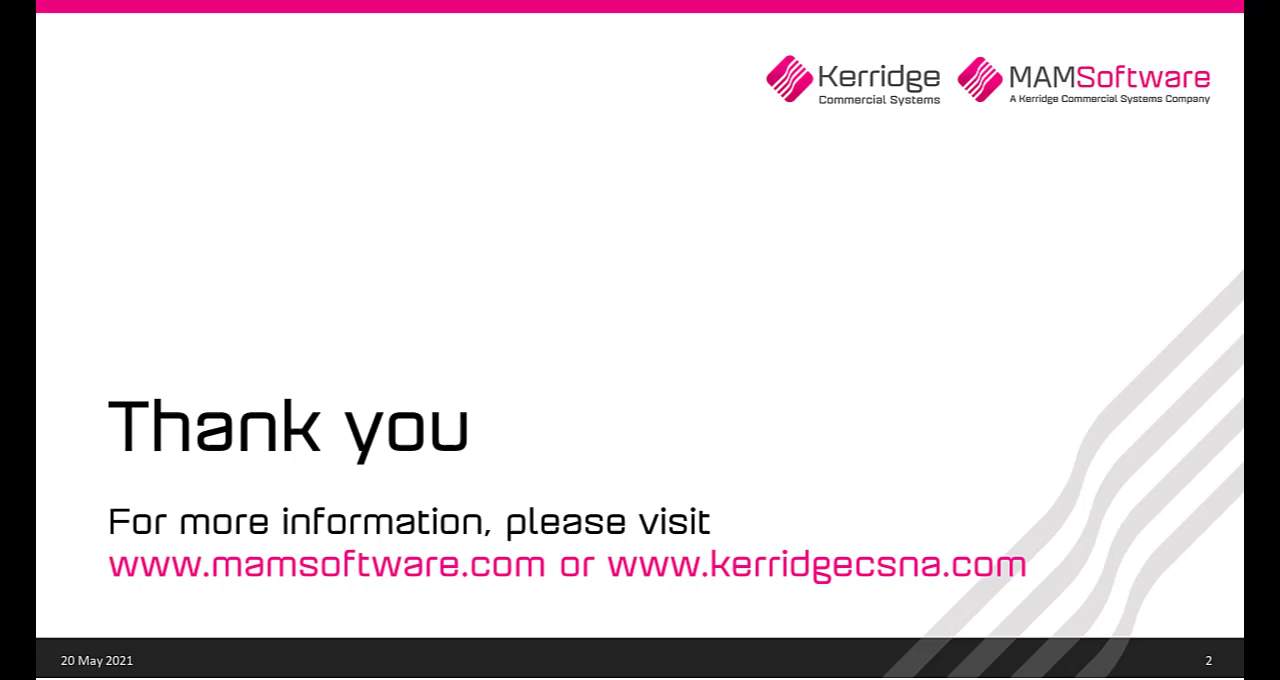 Kerridge
Commercial Systems
MAMSoftware
A Kerridge Commercial Systems Company
Thank you
For more information, please visit
www.mamsoftware.com or www.kerridgecsna.com
20 May 2021
2